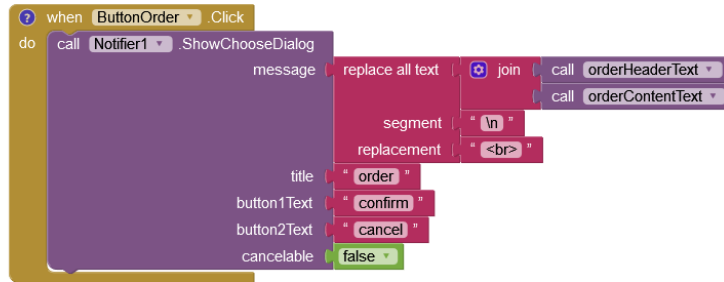 ? when ButtonOrder .Click
do call Notifier1 .ShowChooseDialog
message replace all text join call orderHeaderText
call orderContentText
segment " \n "
replacement " <br> "
title " order "
button1Text " confirm "
button2Text " cancel "
cancelable false